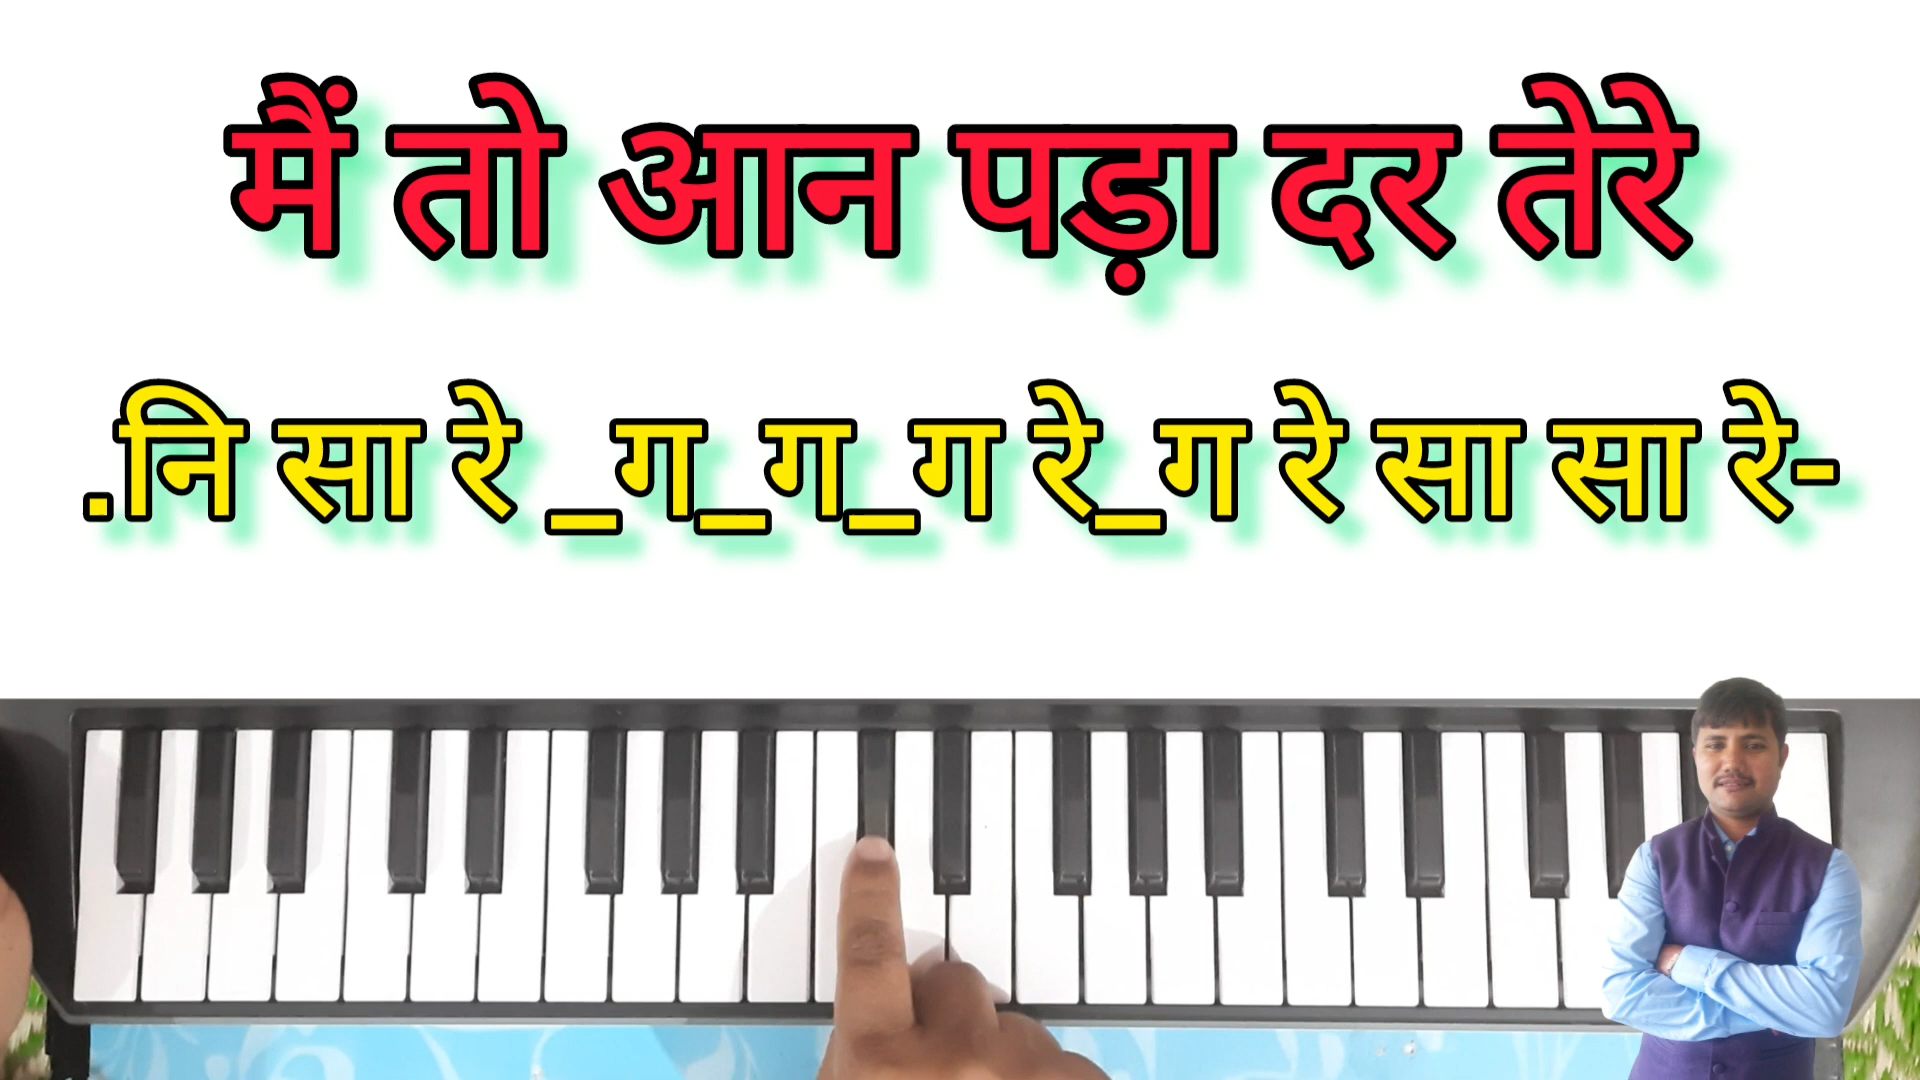 मैं तो आन पड़ा दर तेरे
.नि सा रे _ग_ग_ग रे_ग रे सा सा रे-